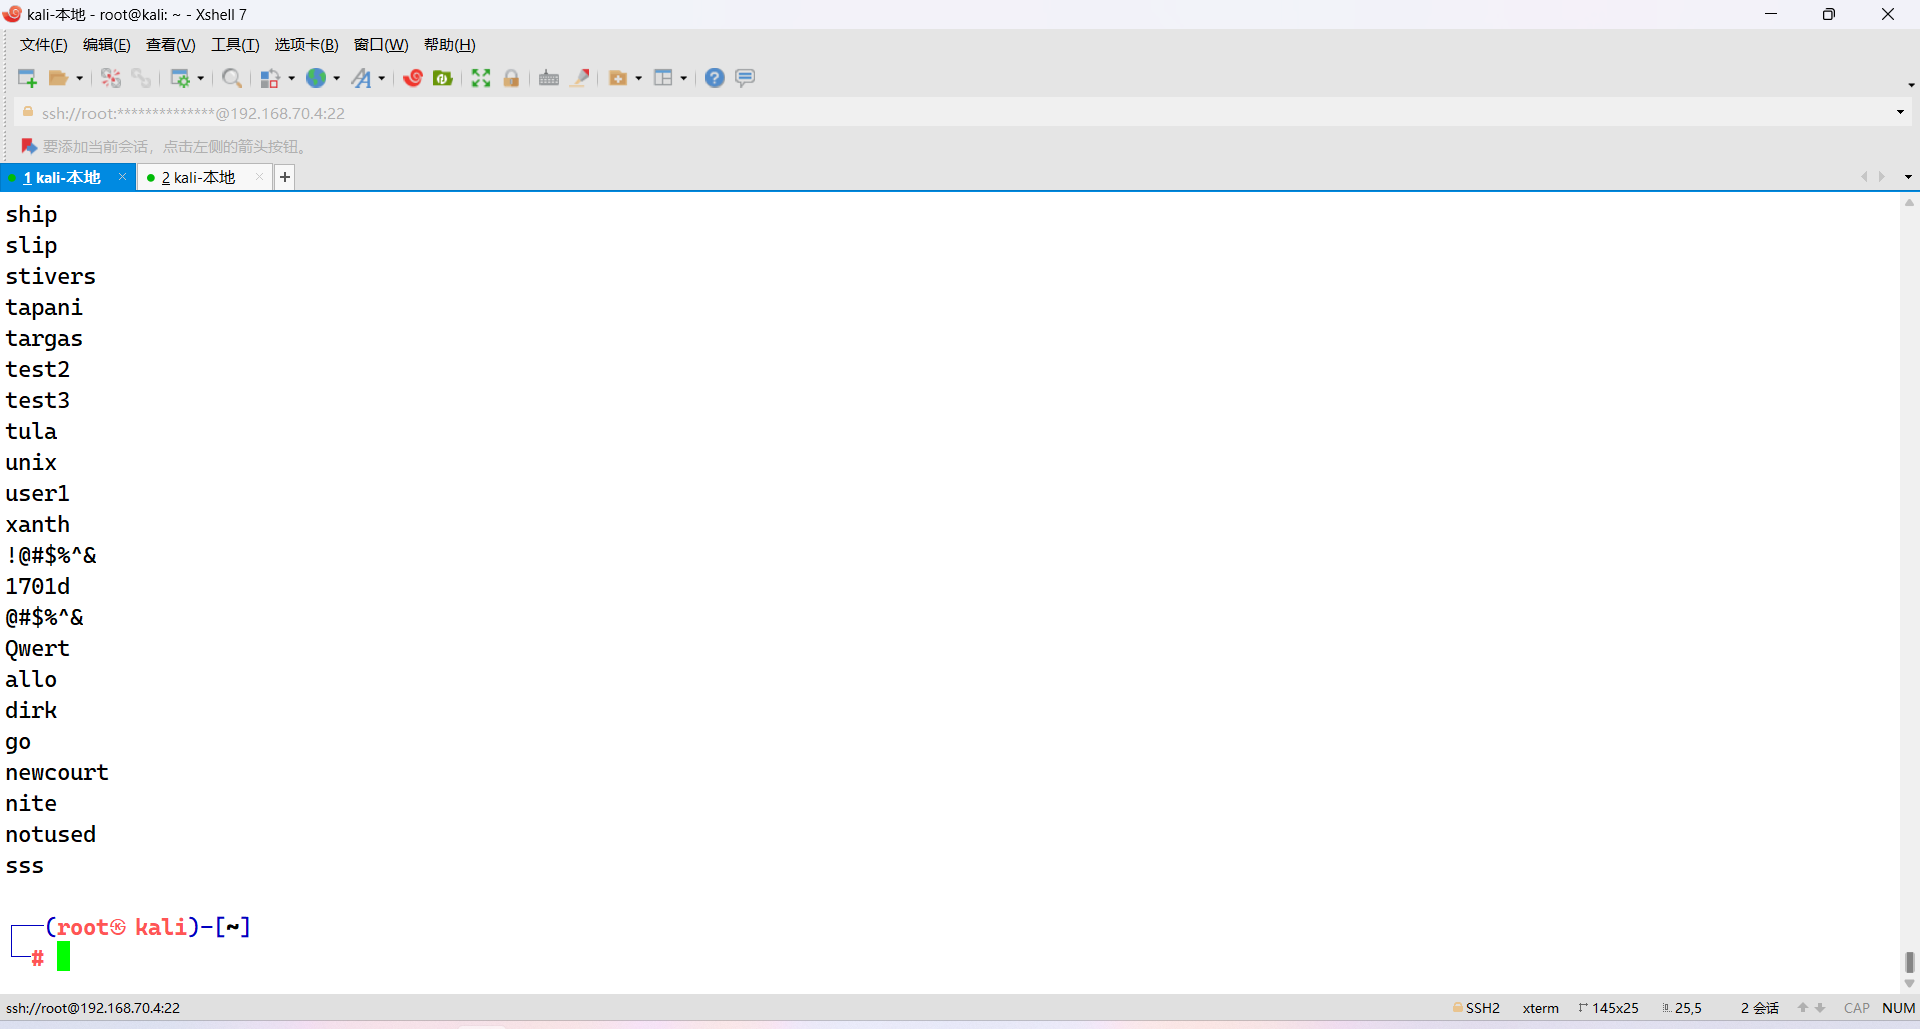 kali-本地 - root@kali: ~ - Xshell 7
文件(F) 编辑(E) 查看(V) 工具(T) 选项卡(B) 窗口(W) 帮助(H)
ssh://root:**************@192.168.70.4:22
要添加当前会话，点击左侧的箭头按钮。
1 kali-本地 × 2 kali-本地 × +
ship
slip
stivers
tapani
targas
test2
test3
tula
unix
user1
xanth
!@#$%^&
1701d
@#$%^&
Qwert
allo
dirk
go
newcourt
nite
notused
sss
┌──(root㉿kali)-[~]
└─#
ssh://root@192.168.70.4:22 SSH2 xterm 145x25 25,5 2 会话 CAP NUM